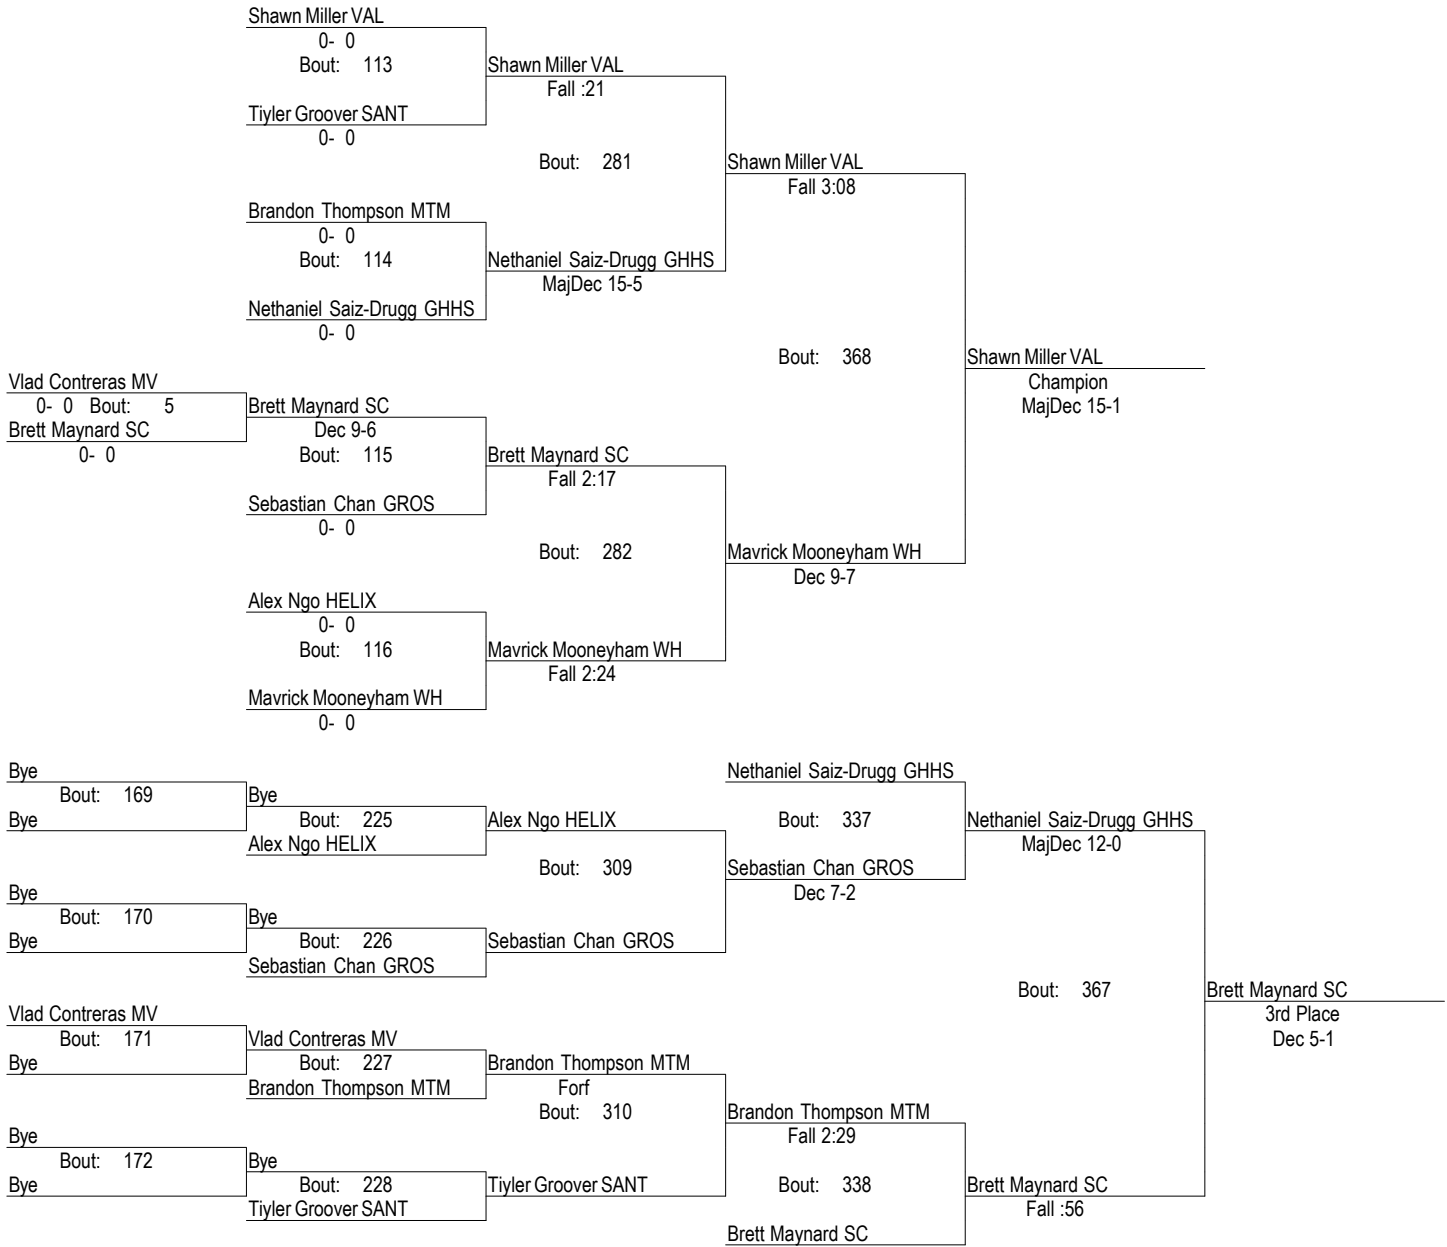 Shawn Miller VAL
0- 0
Bout: 113
Shawn Miller VAL
Fall :21
Tiyler Groover SANT
0- 0
Bout: 281
Shawn Miller VAL
Fall 3:08
Brandon Thompson MTM
0- 0
Bout: 114
Nethaniel Saiz-Drugg GHHS
MajDec 15-5
Nethaniel Saiz-Drugg GHHS
0- 0
Bout: 368
Shawn Miller VAL
Champion
MajDec 15-1
Vlad Contreras MV
0- 0 Bout: 5
Brett Maynard SC
0- 0
Brett Maynard SC
Dec 9-6
Bout: 115
Brett Maynard SC
Fall 2:17
Sebastian Chan GROS
0- 0
Bout: 282
Mavrick Mooneyham WH
Dec 9-7
Alex Ngo HELIX
0- 0
Bout: 116
Mavrick Mooneyham WH
Fall 2:24
Mavrick Mooneyham WH
0- 0
Bye
Bout: 169
Bye
Bye
Bout: 225
Alex Ngo HELIX
Alex Ngo HELIX
Bout: 309
Nethaniel Saiz-Drugg GHHS
Bout: 337
Nethaniel Saiz-Drugg GHHS
MajDec 12-0
Sebastian Chan GROS
Dec 7-2
Bye
Bout: 170
Bye
Bye
Bout: 226
Sebastian Chan GROS
Sebastian Chan GROS
Bout: 367
Brett Maynard SC
3rd Place
Dec 5-1
Vlad Contreras MV
Bout: 171
Bye
Vlad Contreras MV
Bout: 227
Brandon Thompson MTM
Brandon Thompson MTM
Forf
Bout: 310
Brandon Thompson MTM
Fall 2:29
Bye
Bout: 172
Bye
Bye
Bout: 228
Tiyler Groover SANT
Tiyler Groover SANT
Bout: 338
Brett Maynard SC
Fall :56
Brett Maynard SC